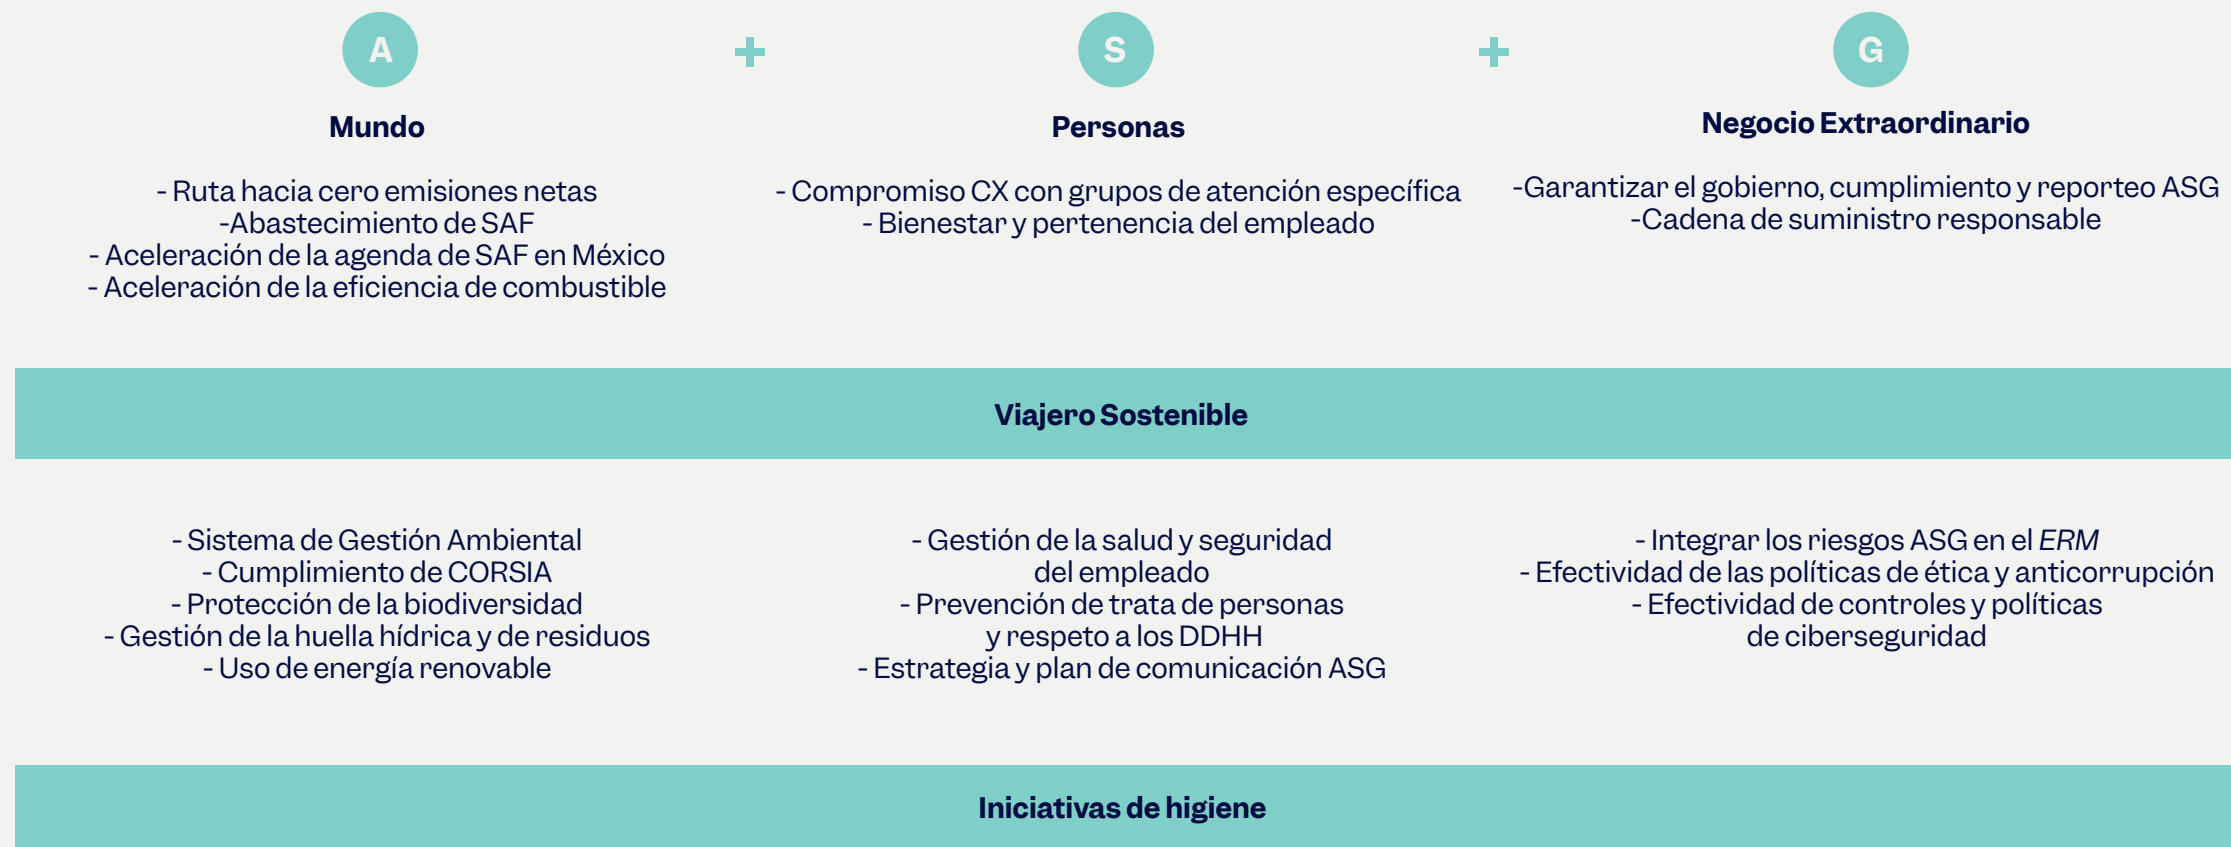 A
+
S
+
G
Mundo
- Ruta hacia cero emisiones netas
-Abastecimiento de SAF
- Aceleración de la agenda de SAF en México
- Aceleración de la eficiencia de combustible
Personas
- Compromiso CX con grupos de atención específica
- Bienestar y pertenencia del empleado
Negocio Extraordinario
-Garantizar el gobierno, cumplimiento y reporteo ASG
-Cadena de suministro responsable
Viajero Sostenible
- Sistema de Gestión Ambiental
- Cumplimiento de CORSIA
- Protección de la biodiversidad
- Gestión de la huella hídrica y de residuos
- Uso de energía renovable
- Gestión de la salud y seguridad
del empleado
- Prevención de trata de personas
y respeto a los DDHH
- Estrategia y plan de comunicación ASG
- Integrar los riesgos ASG en el ERM
- Efectividad de las políticas de ética y anticorrupción
- Efectividad de controles y políticas
de ciberseguridad
Iniciativas de higiene